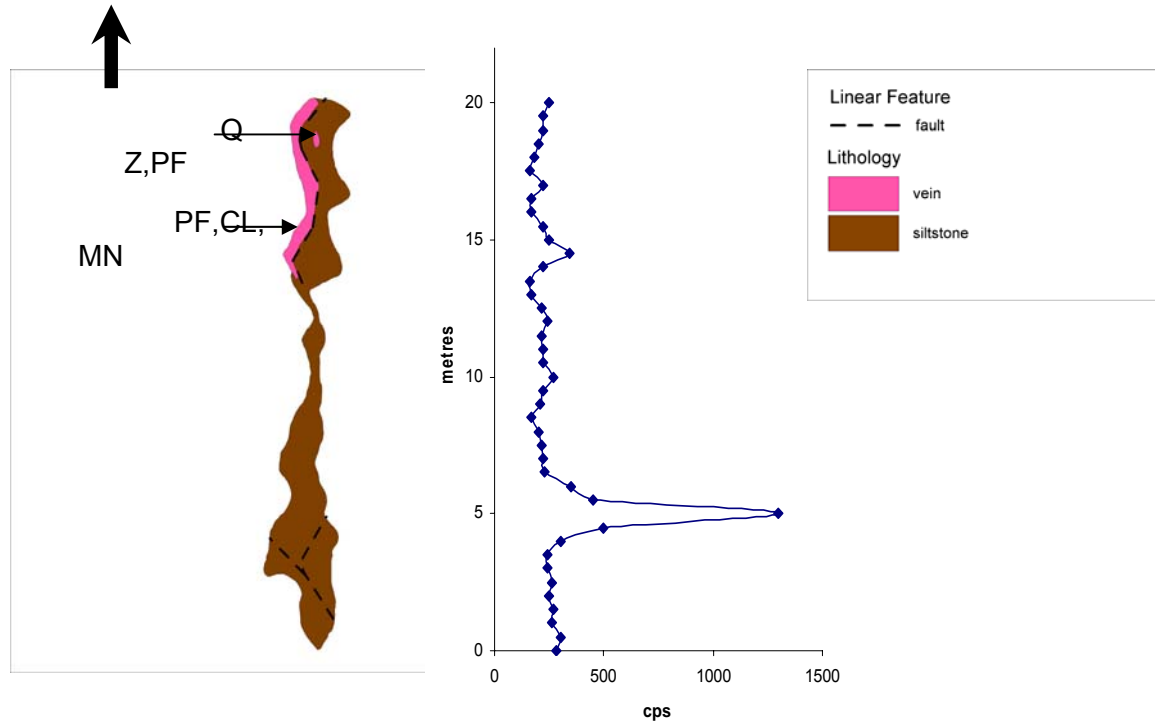 Q
Z,PF
PF,CL,
MN
metres
20
15
10
5
0
0 500 1000 1500
cps
Linear Feature
fault
Lithology
vein
siltstone